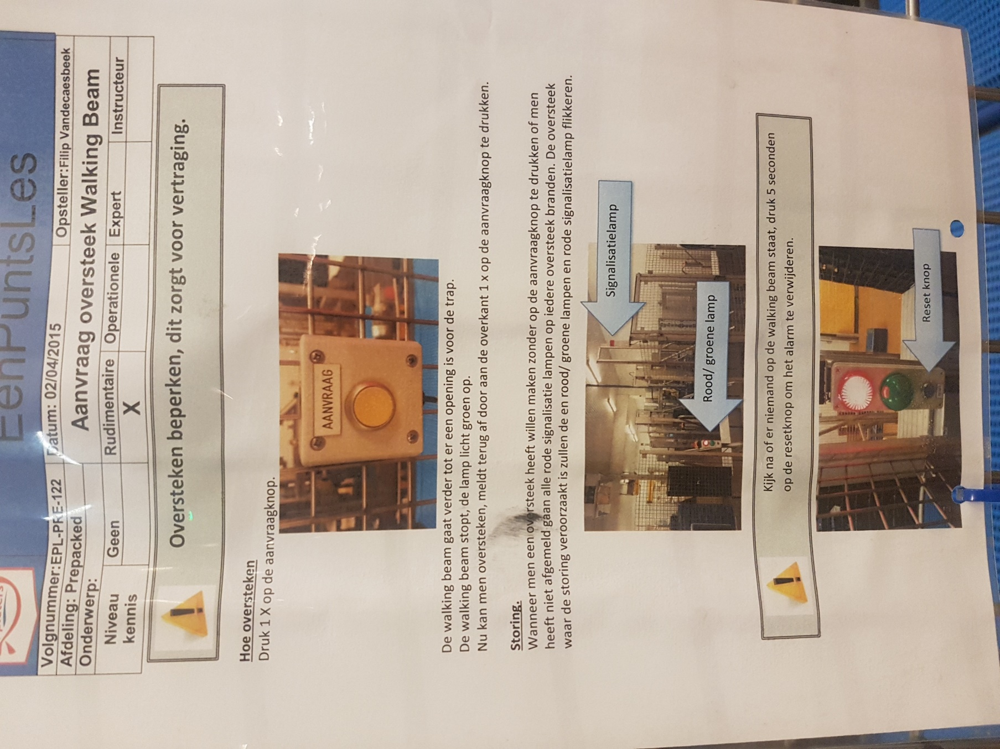 EenPuntsLes
Volgnummer:EPL-PRE-122 Datum: 02/04/2015 Opsteller:Filip Vandecaesbeek
Afdeling: Prepacked
Onderwerp: Aanvraag oversteek Walking Beam
Niveau kennis Geen Rudimentaire Operationele Expert Instructeur
X
Oversteken beperken, dit zorgt voor vertraging.
Hoe oversteken
Druk 1 X op de aanvraagknop.
AANVRAAG
De walking beam gaat verder tot er een opening is voor de trap.
De walking beam stopt, de lamp licht groen op.
Nu kan men oversteken, meldt terug af door aan de overkant 1 x op de aanvraagknop te drukken.
Storing.
Wanneer men een oversteek heeft willen maken zonder op de aanvraagknop te drukken of men
heeft niet afgemeld gaan alle rode signalisatie lampen op iedere oversteek branden. De oversteek
waar de storing veroorzaakt is zullen de en rood/ groene lampen en rode signalisatielamp flikkeren.
Signalisatielamp
Rood/ groene lamp
Kijk na of er niemand op de walking beam staat, druk 5 seconden
op de resetknop om het alarm te verwijderen.
Reset knop